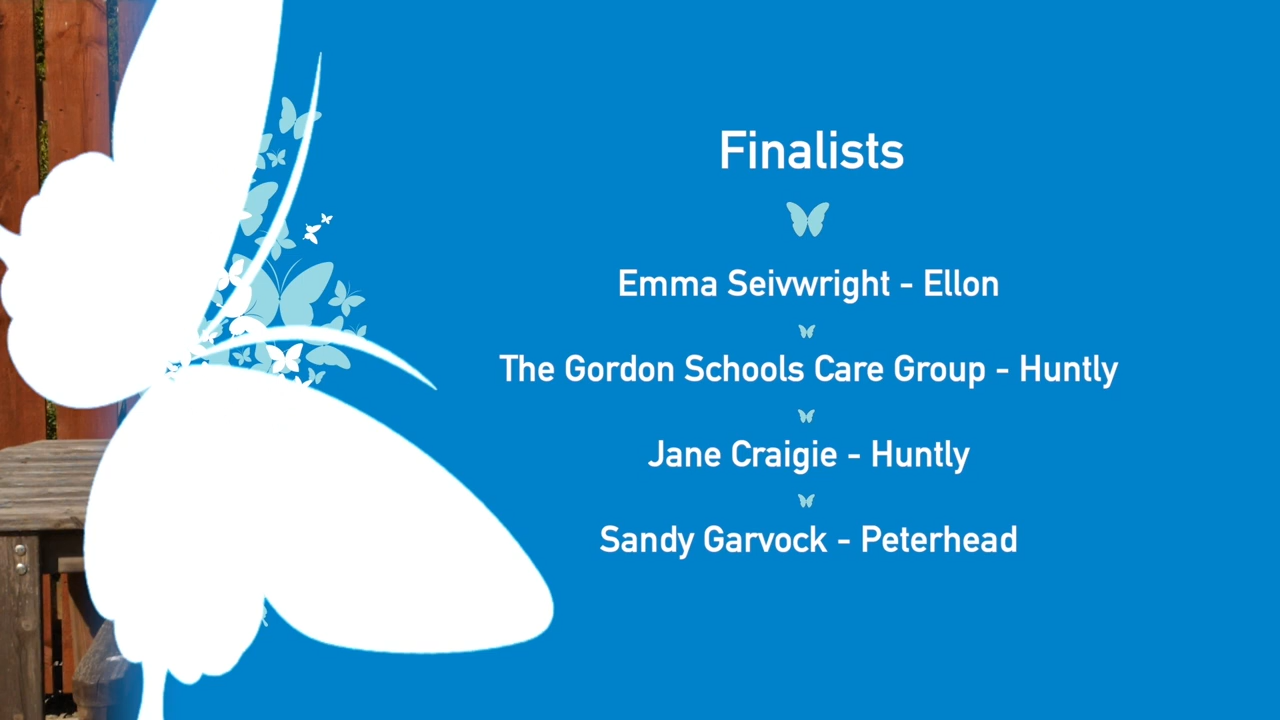 Finalists
Emma Seivwright - Ellon
The Gordon Schools Care Group - Huntly
Jane Craigie - Huntly
Sandy Garvock - Peterhead